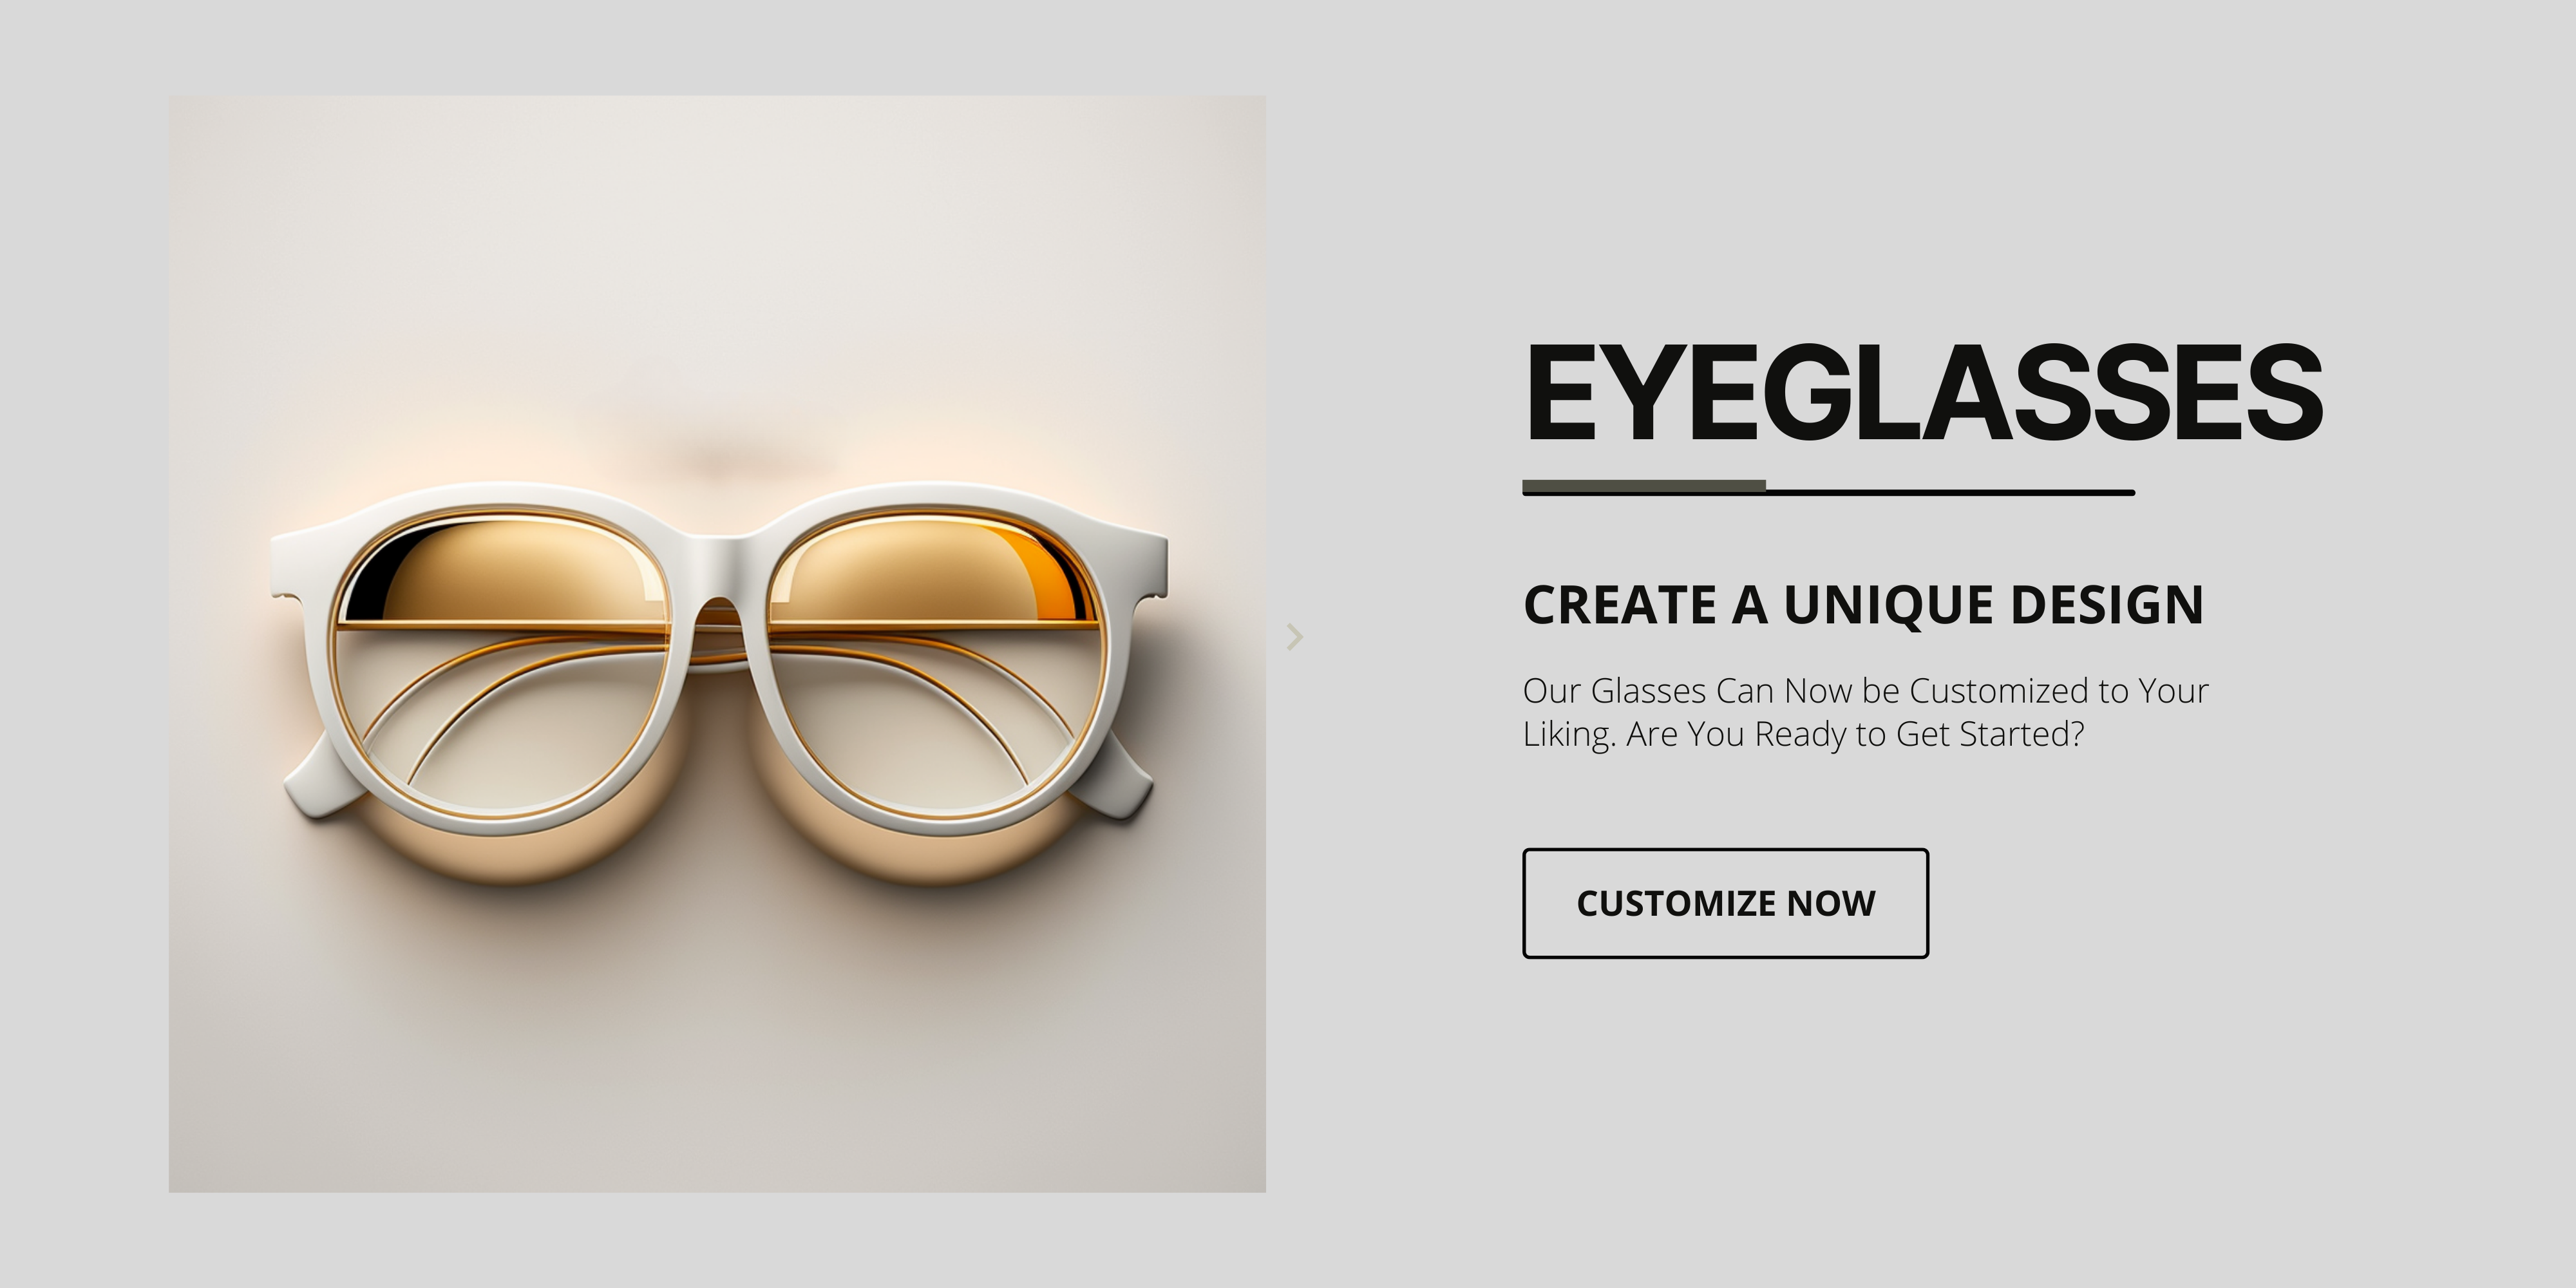 EYEGLASSES
CREATE A UNIQUE DESIGN
Our Glasses Can Now be Customized to Your
Liking. Are You Ready to Get Started?
CUSTOMIZE NOW